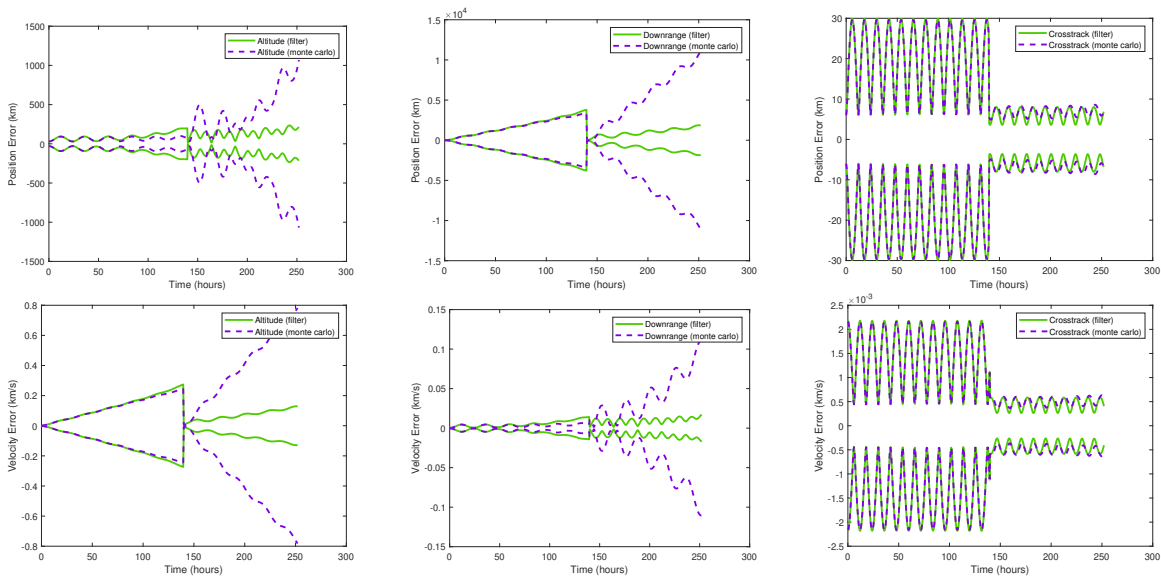 1500
1000
500
0
-500
-1000
-1500
0 50 100 150 200 250 300
Position Error (km)
Time (hours)
Altitude (filter)
Altitude (monte carlo)
×10⁴
1.5
1
0.5
0
-0.5
-1
-1.5
0 50 100 150 200 250 300
Position Error (km)
Time (hours)
Downrange (filter)
Downrange (monte carlo)
30
20
10
0
-10
-20
-30
0 50 100 150 200 250 300
Position Error (km)
Time (hours)
Crosstrack (filter)
Crosstrack (monte carlo)
0.8
0.6
0.4
0.2
0
-0.2
-0.4
-0.6
-0.8
0 50 100 150 200 250 300
Velocity Error (km/s)
Time (hours)
Altitude (filter)
Altitude (monte carlo)
0.15
0.1
0.05
0
-0.05
-0.1
-0.15
0 50 100 150 200 250 300
Velocity Error (km/s)
Time (hours)
Downrange (filter)
Downrange (monte carlo)
×10⁻³
2.5
2
1.5
1
0.5
0
-0.5
-1
-1.5
-2
-2.5
0 50 100 150 200 250 300
Velocity Error (km/s)
Time (hours)
Crosstrack (filter)
Crosstrack (monte carlo)